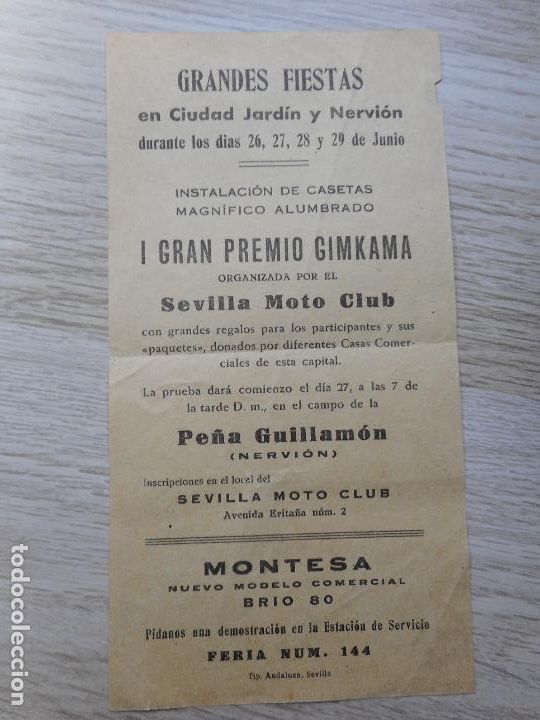 GRANDES FIESTAS
en Ciudad Jardín y Nervión
durante los dias 26, 27, 28 y 29 de Junio
INSTALACIÓN DE CASETAS
MAGNÍFICO ALUMBRADO
I GRAN PREMIO GIMKAMA
ORGANIZADA POR EL
Sevilla Moto Club
con grandes regalos para los participantes y sus
«paquetes», donados por diferentes Casas Comer-
ciales de esta capital.
La prueba dará comienzo el día 27, a las 7 de
la tarde D. m., en el campo de la
Peña Guillamón
(NERVIÓN)
Inscripciones en el local del
SEVILLA MOTO CLUB
Avenida Eritaña núm. 2
MONTESA
NUEVO MODELO COMERCIAL
BRIO 80
Pídanos una demostración en la Estación de Servicio
FERIA NUM. 144
Tip. Andaluza, Sevilla
todocoleccion.net